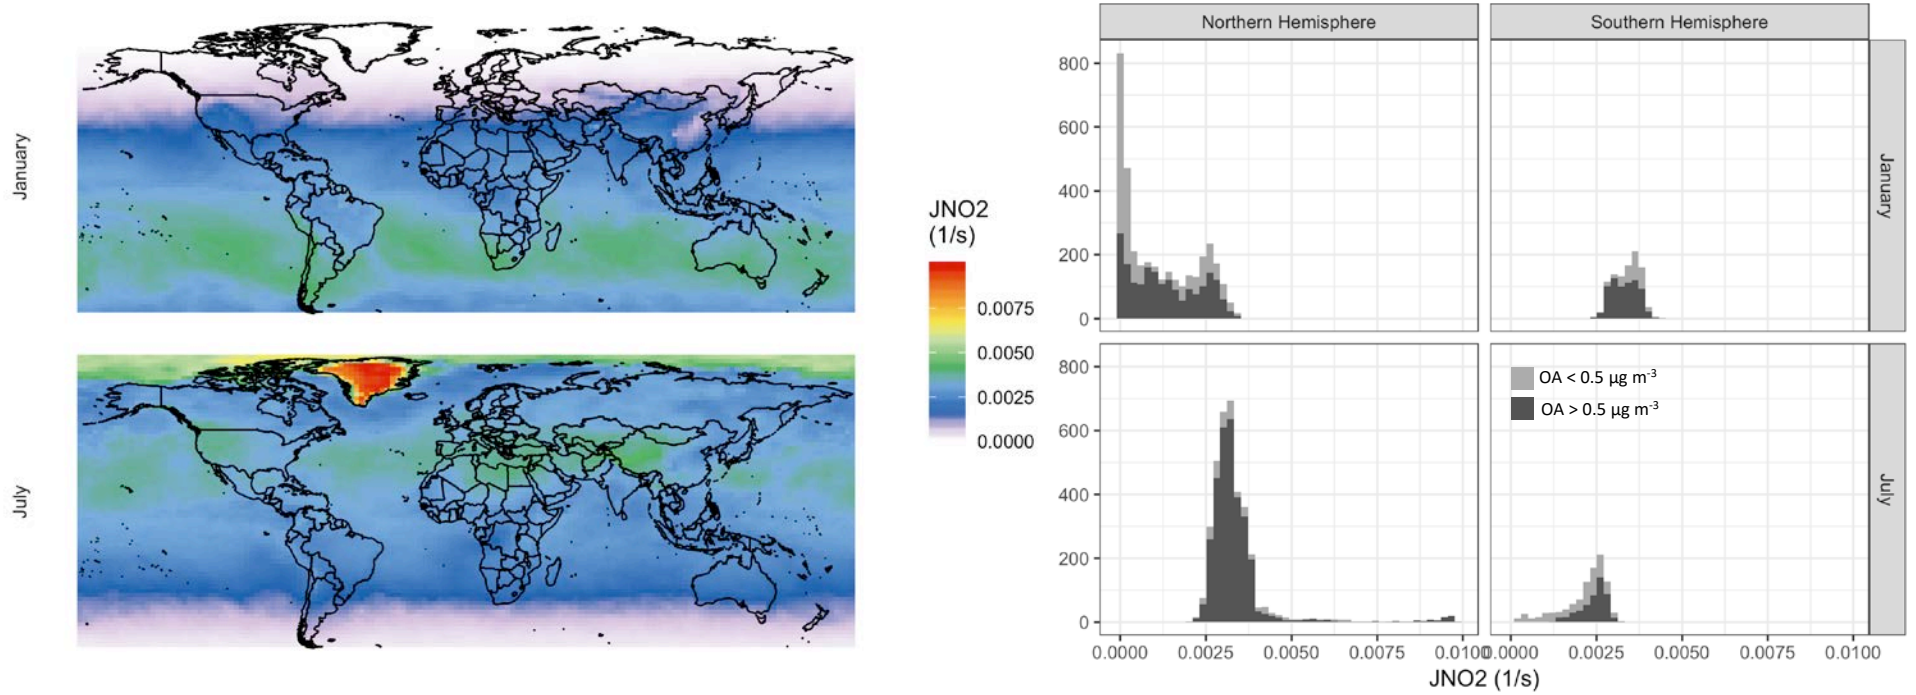 January
July
JNO2
(1/s)
0.0075
0.0050
0.0025
0.0000
Northern Hemisphere
Southern Hemisphere
800
600
400
200
0
January
800
600
400
200
0
OA < 0.5 µg m⁻³
OA > 0.5 µg m⁻³
July
0.0000 0.0025 0.0050 0.0075 0.0100
0.0000 0.0025 0.0050 0.0075 0.0100
JNO2 (1/s)